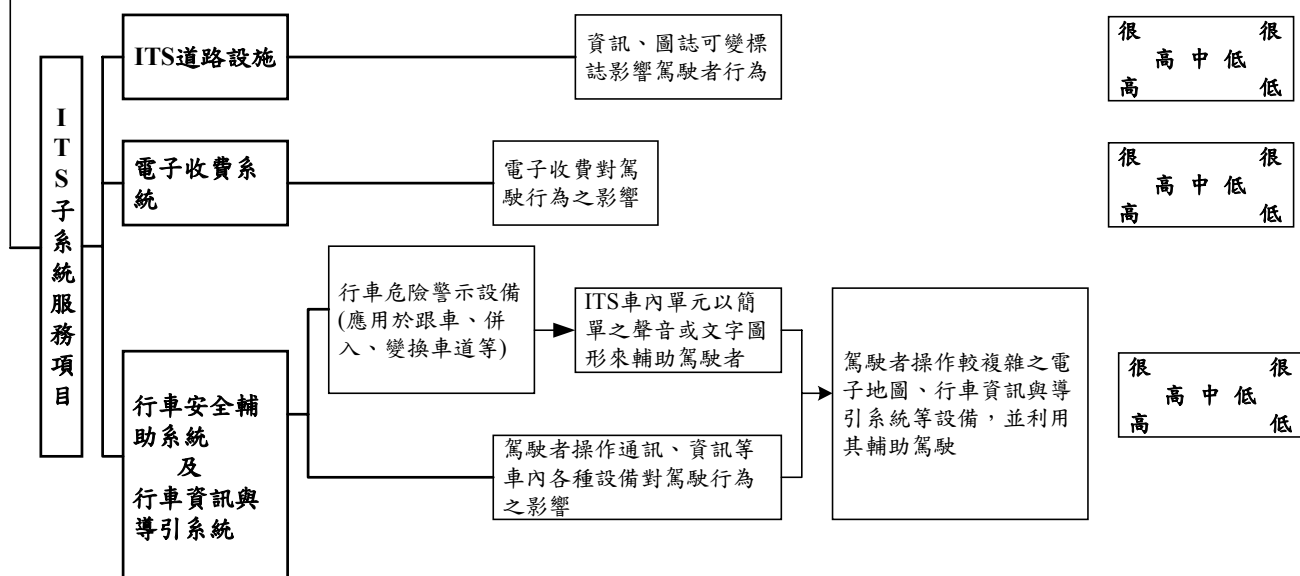 ITS子系統服務項目
ITS道路設施
資訊、圖誌可變標
誌影響駕駛者行為
很 很
高 中 低
高 低
電子收費系
統
電子收費對駕
駛行為之影響
很 很
高 中 低
高 低
行車安全輔
助系統
及
行車資訊與
導引系統
行車危險警示設備
(應用於跟車、併
入、變換車道等)
ITS車內單元以簡
單之聲音或文字圖
形來輔助駕駛者
駕駛者操作通訊、資訊等
車內各種設備對駕駛行為
之影響
駕駛者操作較複雜之電
子地圖、行車資訊與導
引系統等設備，並利用
其輔助駕駛
很 很
高 中 低
高 低